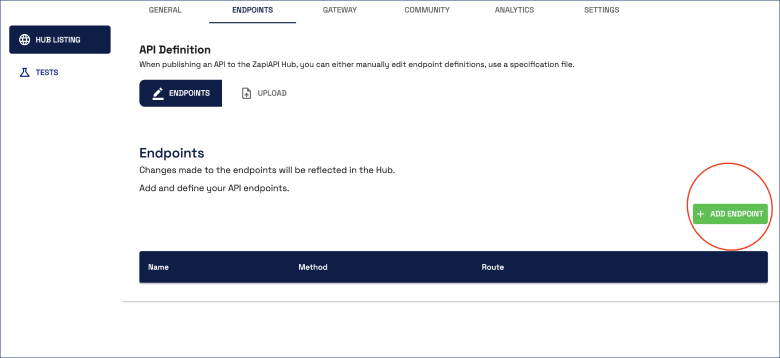 GENERAL ENDPOINTS GATEWAY COMMUNITY ANALYTICS SETTINGS
HUB LISTING
TESTS
API Definition
When publishing an API to the ZapiAPI Hub, you can either manually edit endpoint definitions, use a specification file.
ENDPOINTS UPLOAD
Endpoints
Changes made to the endpoints will be reflected in the Hub.
Add and define your API endpoints.
+ ADD ENDPOINT
Name Method Route